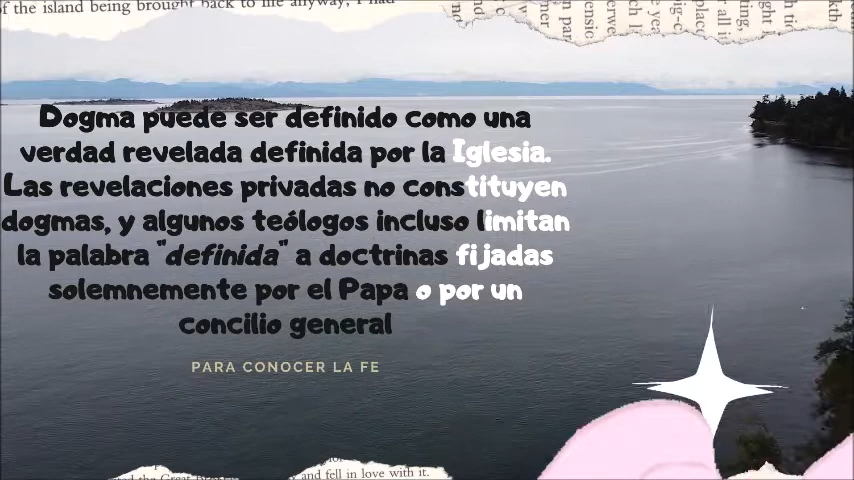 f the island being brought back to life anyway, I had
Dogma puede ser definido como una
verdad revelada definida por la Iglesia.
Las revelaciones privadas no constituyen
dogmas, y algunos teólogos incluso limitan
la palabra "definida" a doctrinas fijadas
solemnemente por el Papa o por un
concilio general
PARA CONOCER LA FE
and fell in love with it.